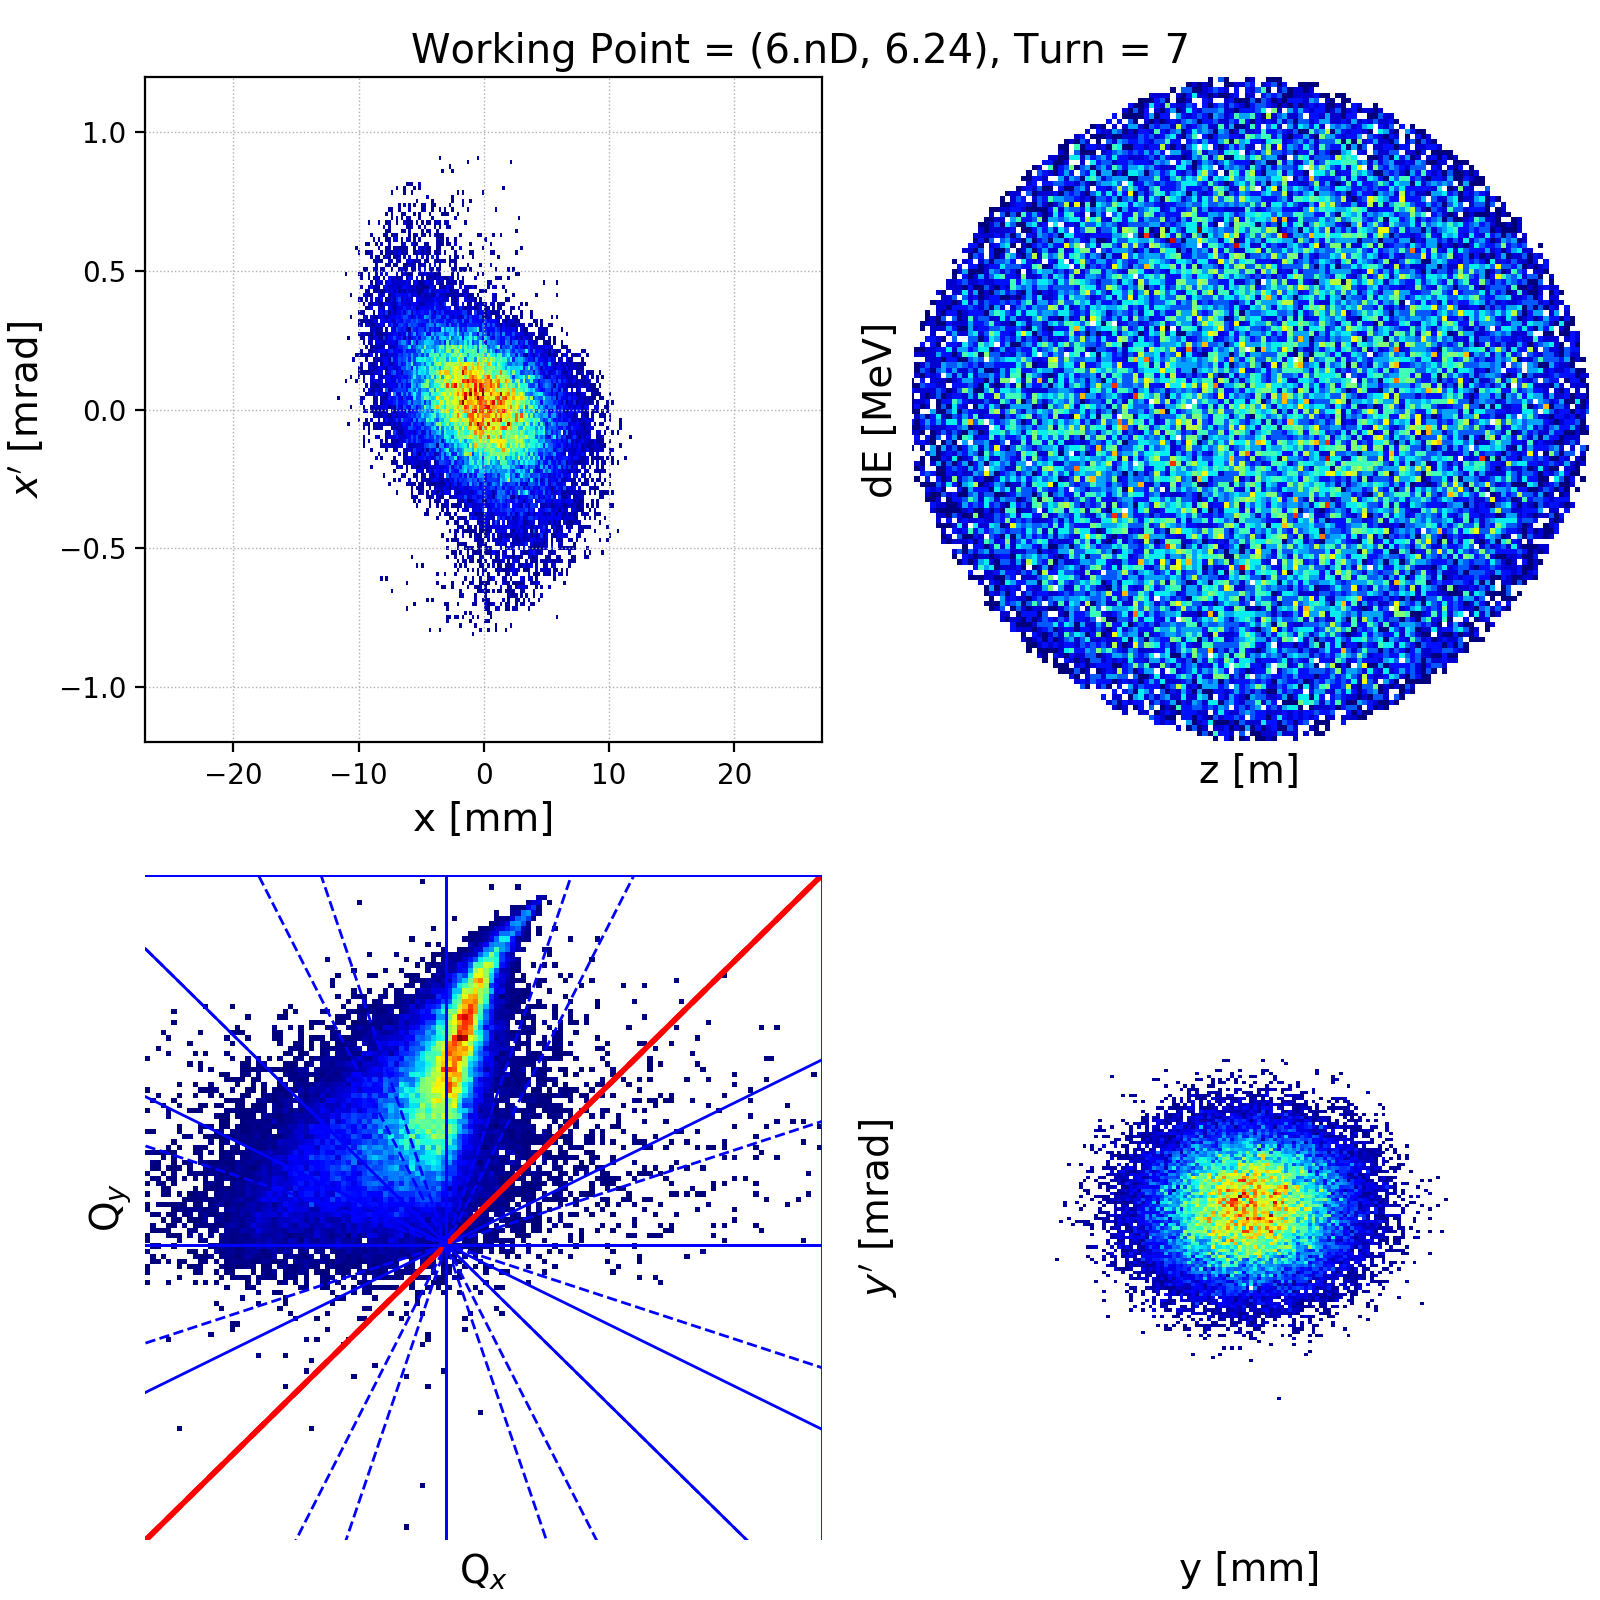 Working Point = (6.nD, 6.24), Turn = 7
1.0
0.5
0.0
−0.5
−1.0
x′ [mrad]
−20 −10 0 10 20
x [mm]
dE [MeV]
z [m]
Qy
Qx
y′ [mrad]
y [mm]